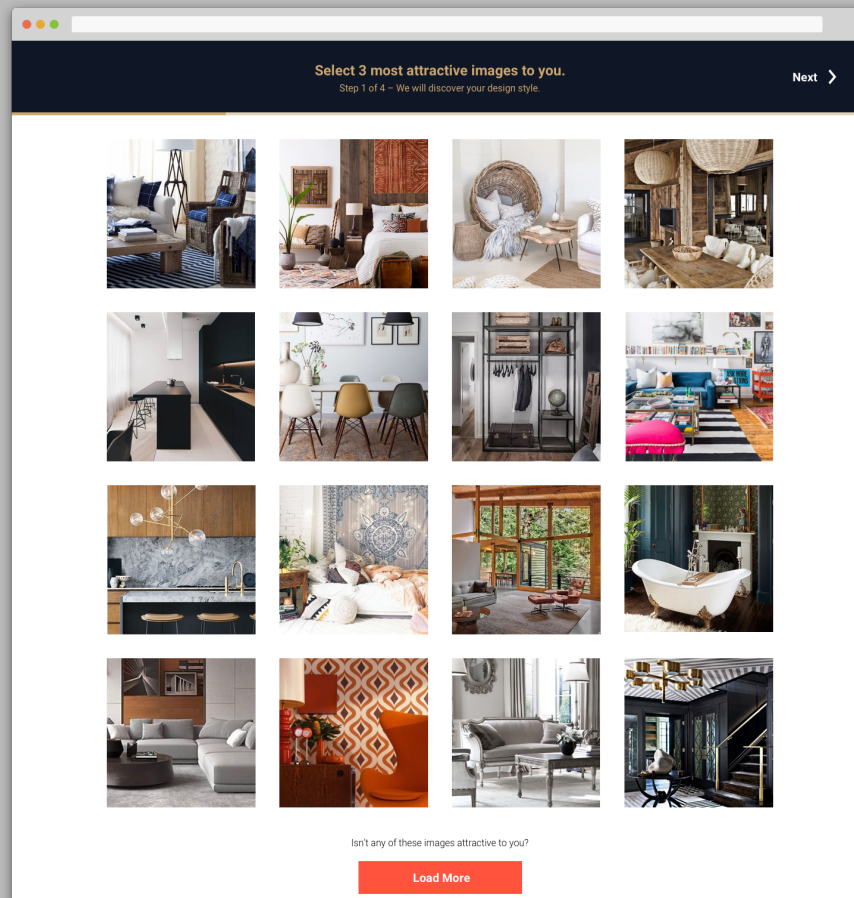 Select 3 most attractive images to you.
Step 1 of 4 – We will discover your design style.
Next
Isn't any of these images attractive to you?
Load More